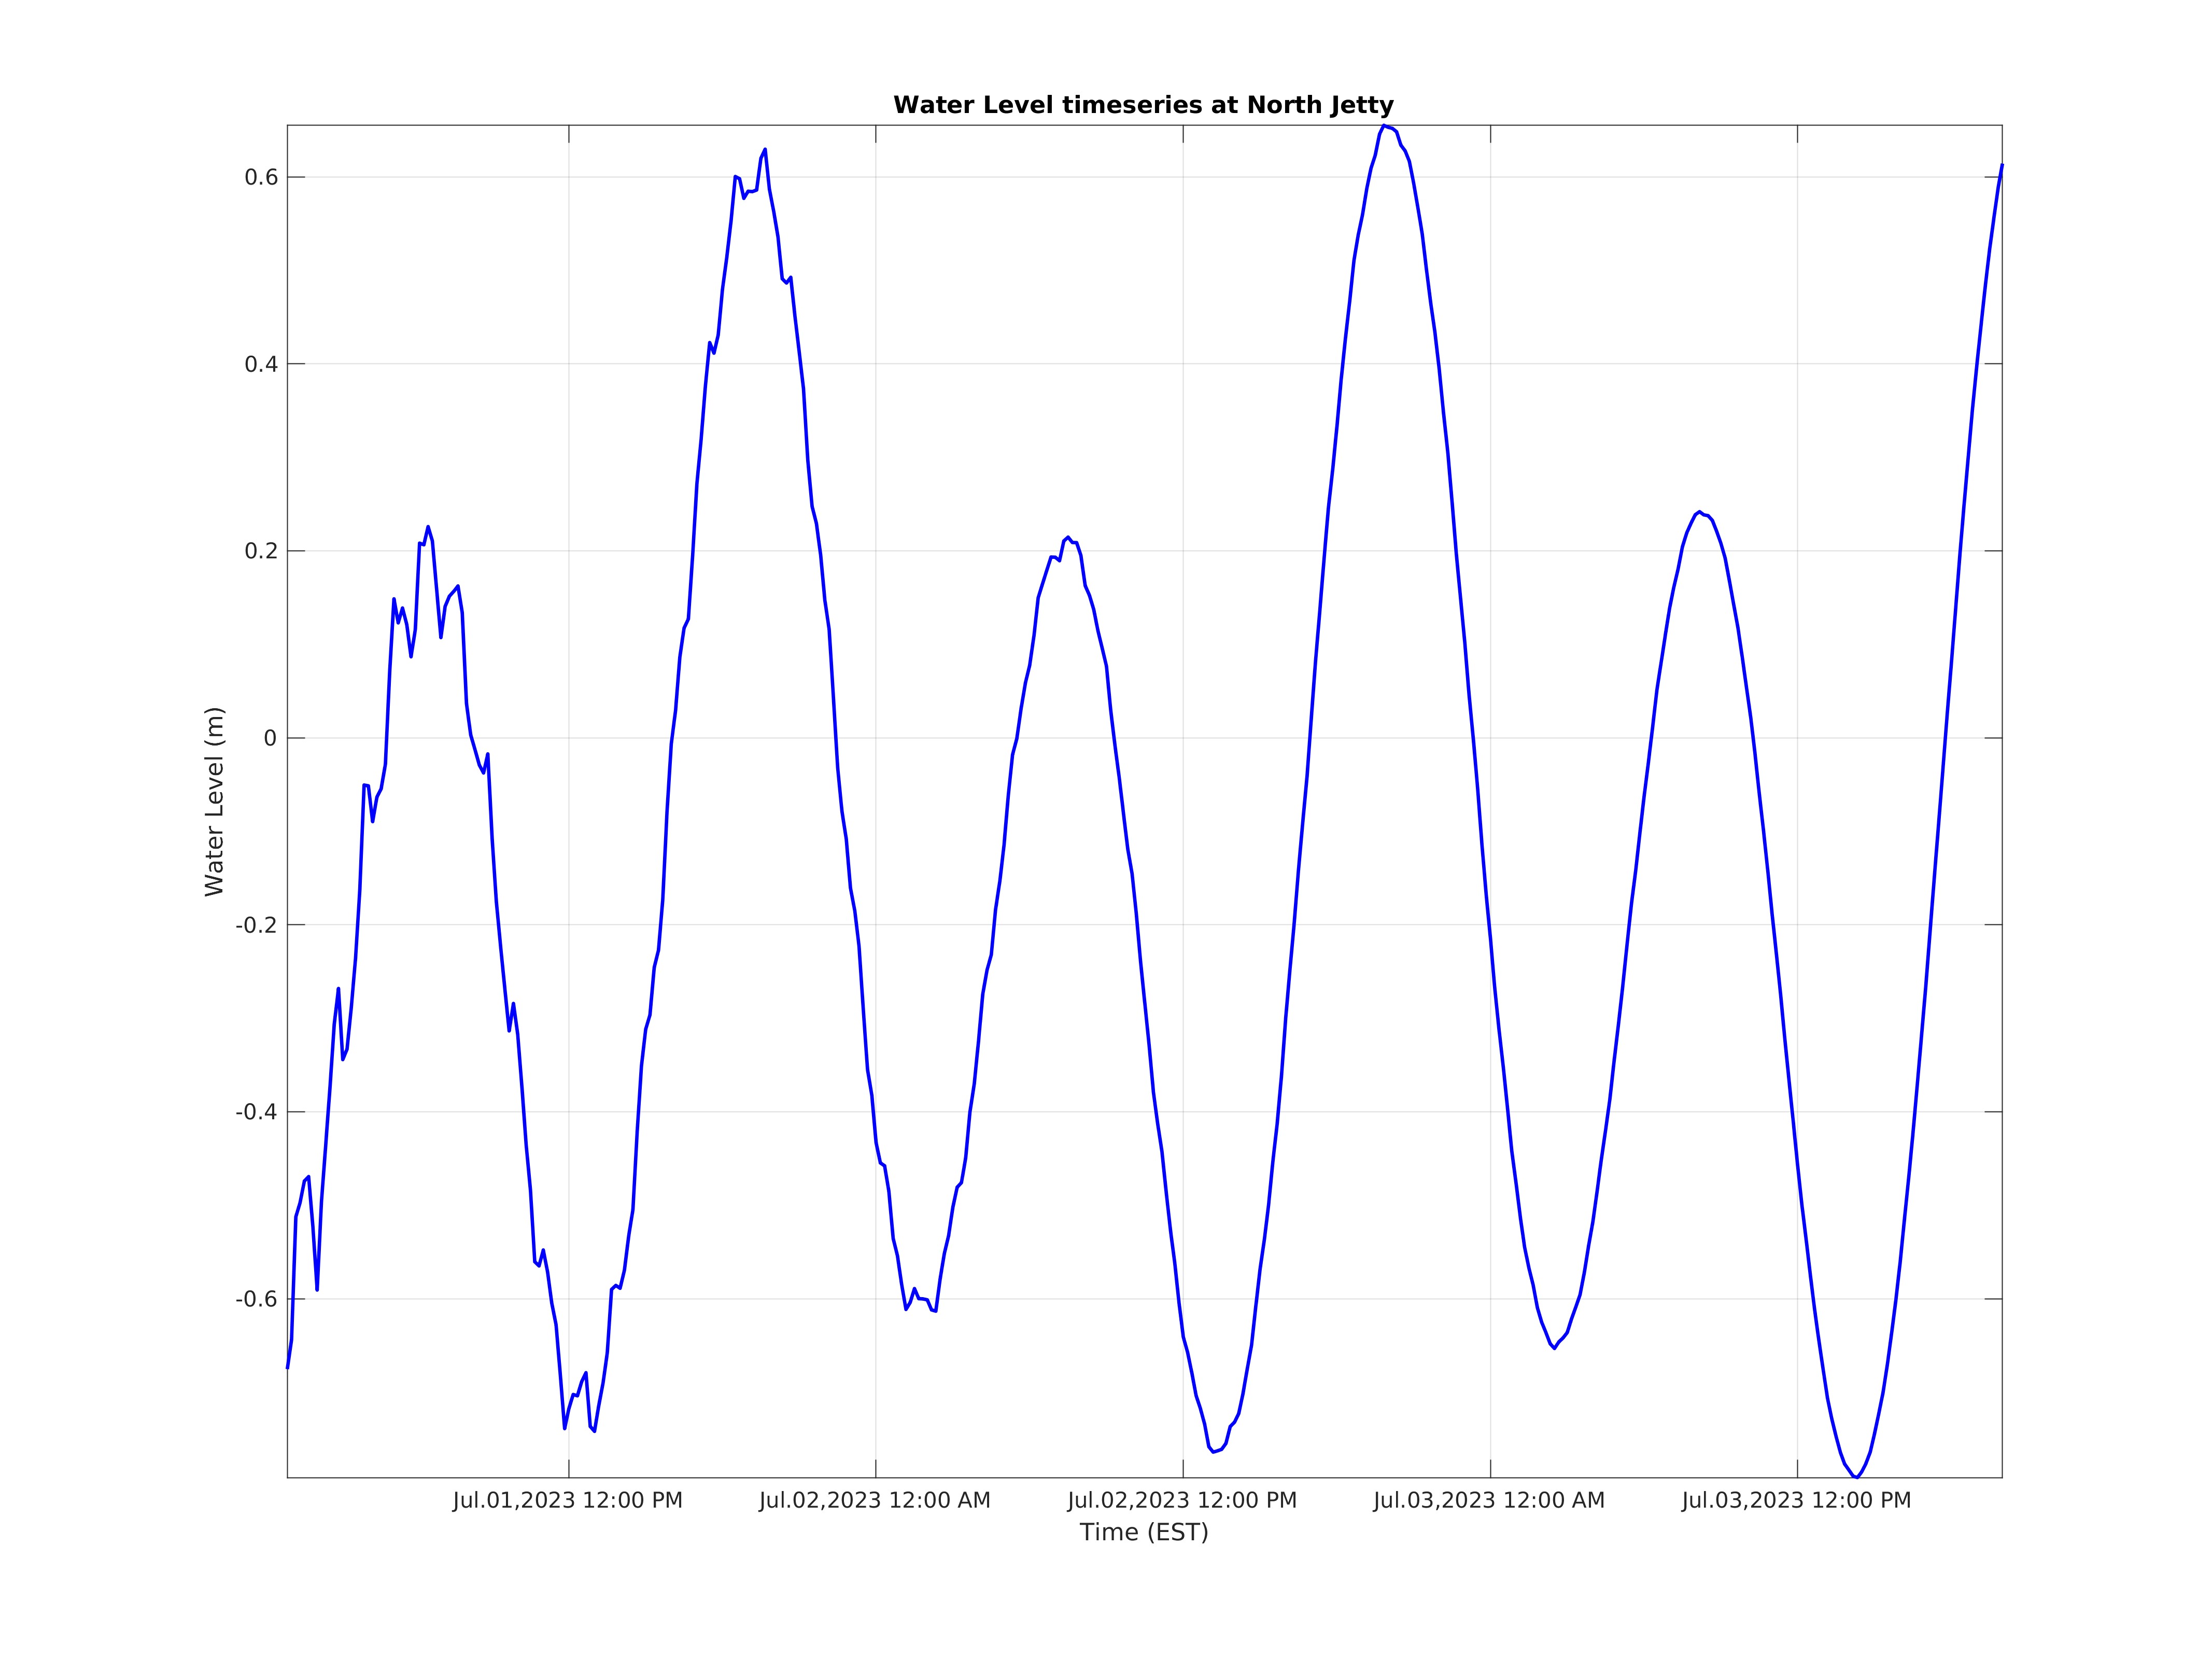 Water Level timeseries at North Jetty
0.6
0.4
0.2
0
-0.2
-0.4
-0.6
Water Level (m)
Jul.01,2023 12:00 PM
Jul.02,2023 12:00 AM
Jul.02,2023 12:00 PM
Jul.03,2023 12:00 AM
Jul.03,2023 12:00 PM
Time (EST)